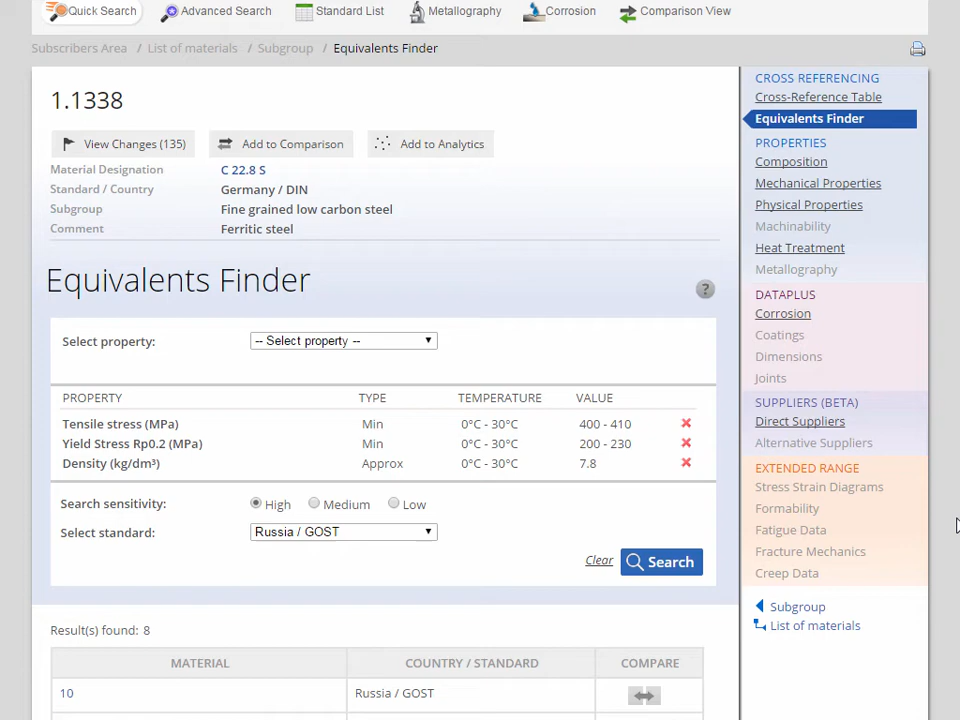 Quick Search Advanced Search Standard List Metallography Corrosion Comparison View
Subscribers Area / List of materials / Subgroup / Equivalents Finder
1.1338
View Changes (135) Add to Comparison Add to Analytics
Material Designation C 22.8 S
Standard / Country Germany / DIN
Subgroup Fine grained low carbon steel
Comment Ferritic steel
Equivalents Finder
?
Select property: -- Select property --
PROPERTY TYPE TEMPERATURE VALUE
Tensile stress (MPa) Min 0°C - 30°C 400 - 410
Yield Stress Rp0.2 (MPa) Min 0°C - 30°C 200 - 230
Density (kg/dm³) Approx 0°C - 30°C 7.8
Search sensitivity: High Medium Low
Select standard: Russia / GOST
Clear Search
Result(s) found: 8
MATERIAL COUNTRY / STANDARD COMPARE
10 Russia / GOST
CROSS REFERENCING
Cross-Reference Table
Equivalents Finder
PROPERTIES
Composition
Mechanical Properties
Physical Properties
Machinability
Heat Treatment
Metallography
DATAPLUS
Corrosion
Coatings
Dimensions
Joints
SUPPLIERS (BETA)
Direct Suppliers
Alternative Suppliers
EXTENDED RANGE
Stress Strain Diagrams
Formability
Fatigue Data
Fracture Mechanics
Creep Data
Subgroup
List of materials